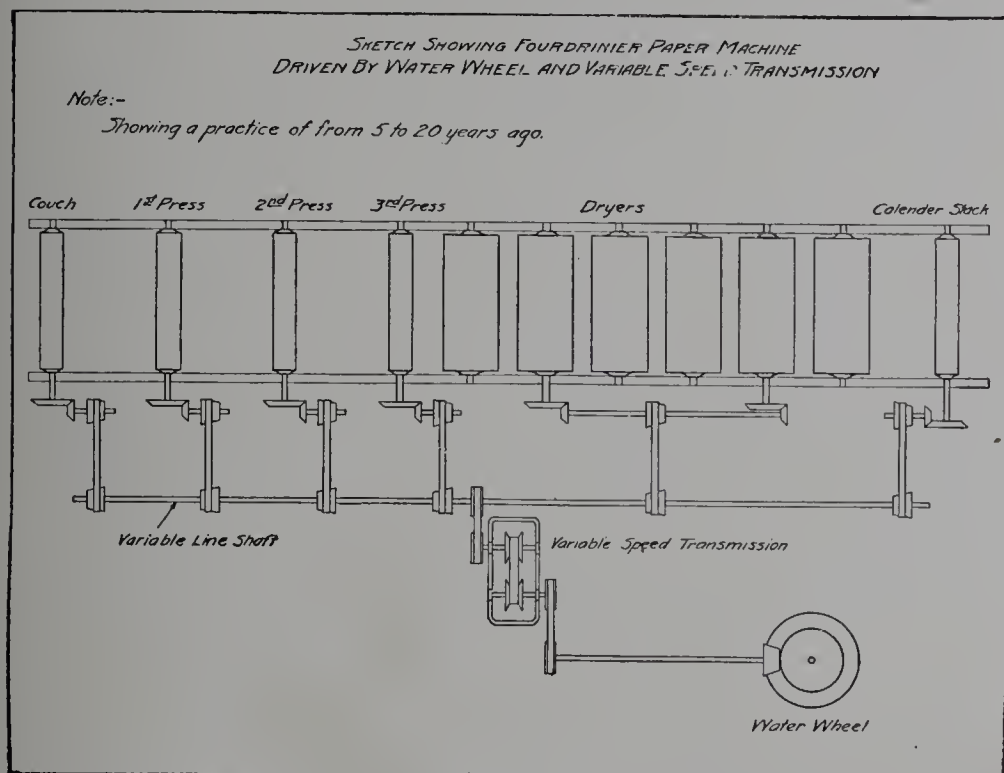 SKETCH SHOWING FOURDRINIER PAPER MACHINE
DRIVEN BY WATER WHEEL AND VARIABLE TRANSMISSION
Note:-
Showing a practice of from 5 to 20 years ago.
Couch
1st Press
2nd Press
3rd Press
Dryers
Calender Stack
Variable Line Shaft
Variable Speed Transmission
Water Wheel